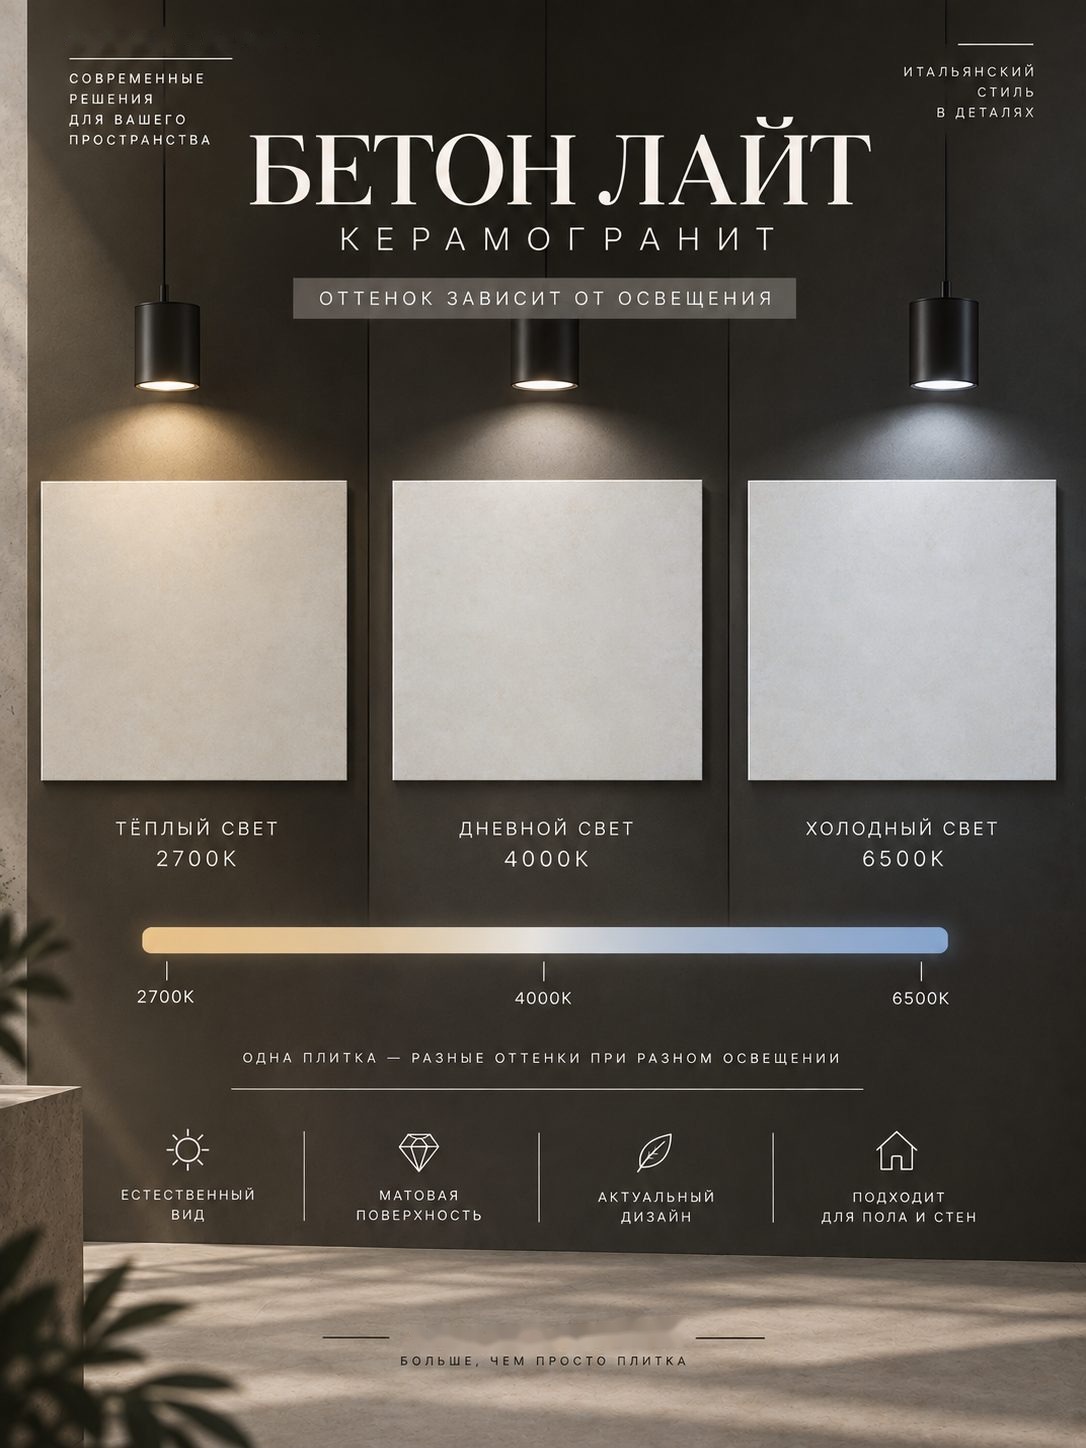 СОВРЕМЕННЫЕ
РЕШЕНИЯ
ДЛЯ ВАШЕГО
ПРОСТРАНСТВА
ИТАЛЬЯНСКИЙ
СТИЛЬ
В ДЕТАЛЯХ
БЕТОН ЛАЙТ
КЕРАМОГРАНИТ
ОТТЕНОК ЗАВИСИТ ОТ ОСВЕЩЕНИЯ
ТЁПЛЫЙ СВЕТ
2700K
ДНЕВНОЙ СВЕТ
4000K
ХОЛОДНЫЙ СВЕТ
6500K
2700K
4000K
6500K
ОДНА ПЛИТКА — РАЗНЫЕ ОТТЕНКИ ПРИ РАЗНОМ ОСВЕЩЕНИИ
ЕСТЕСТВЕННЫЙ
ВИД
МАТОВАЯ
ПОВЕРХНОСТЬ
АКТУАЛЬНЫЙ
ДИЗАЙН
ПОДХОДИТ
ДЛЯ ПОЛА И СТЕН
БОЛЬШЕ, ЧЕМ ПРОСТО ПЛИТКА